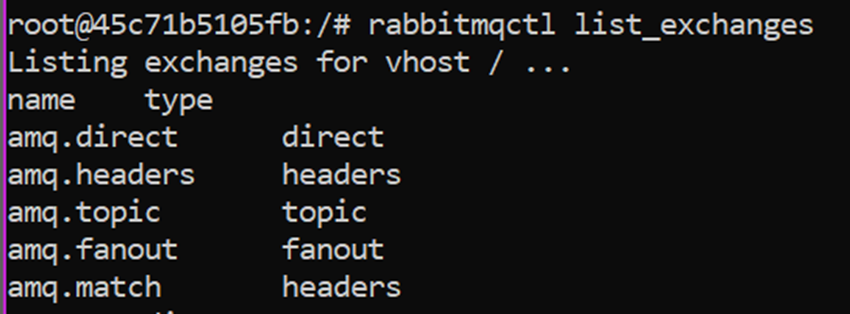 root@45c71b5105fb:/# rabbitmqctl list_exchanges
Listing exchanges for vhost / ...
name    type
amq.direct      direct
amq.headers     headers
amq.topic       topic
amq.fanout      fanout
amq.match       headers